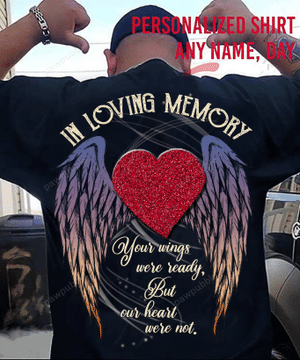 PERSONALIZED SHIRT
ANY NAME, DAY
IN LOVING MEMORY
Your wings
were ready,
But
our heart
were not.